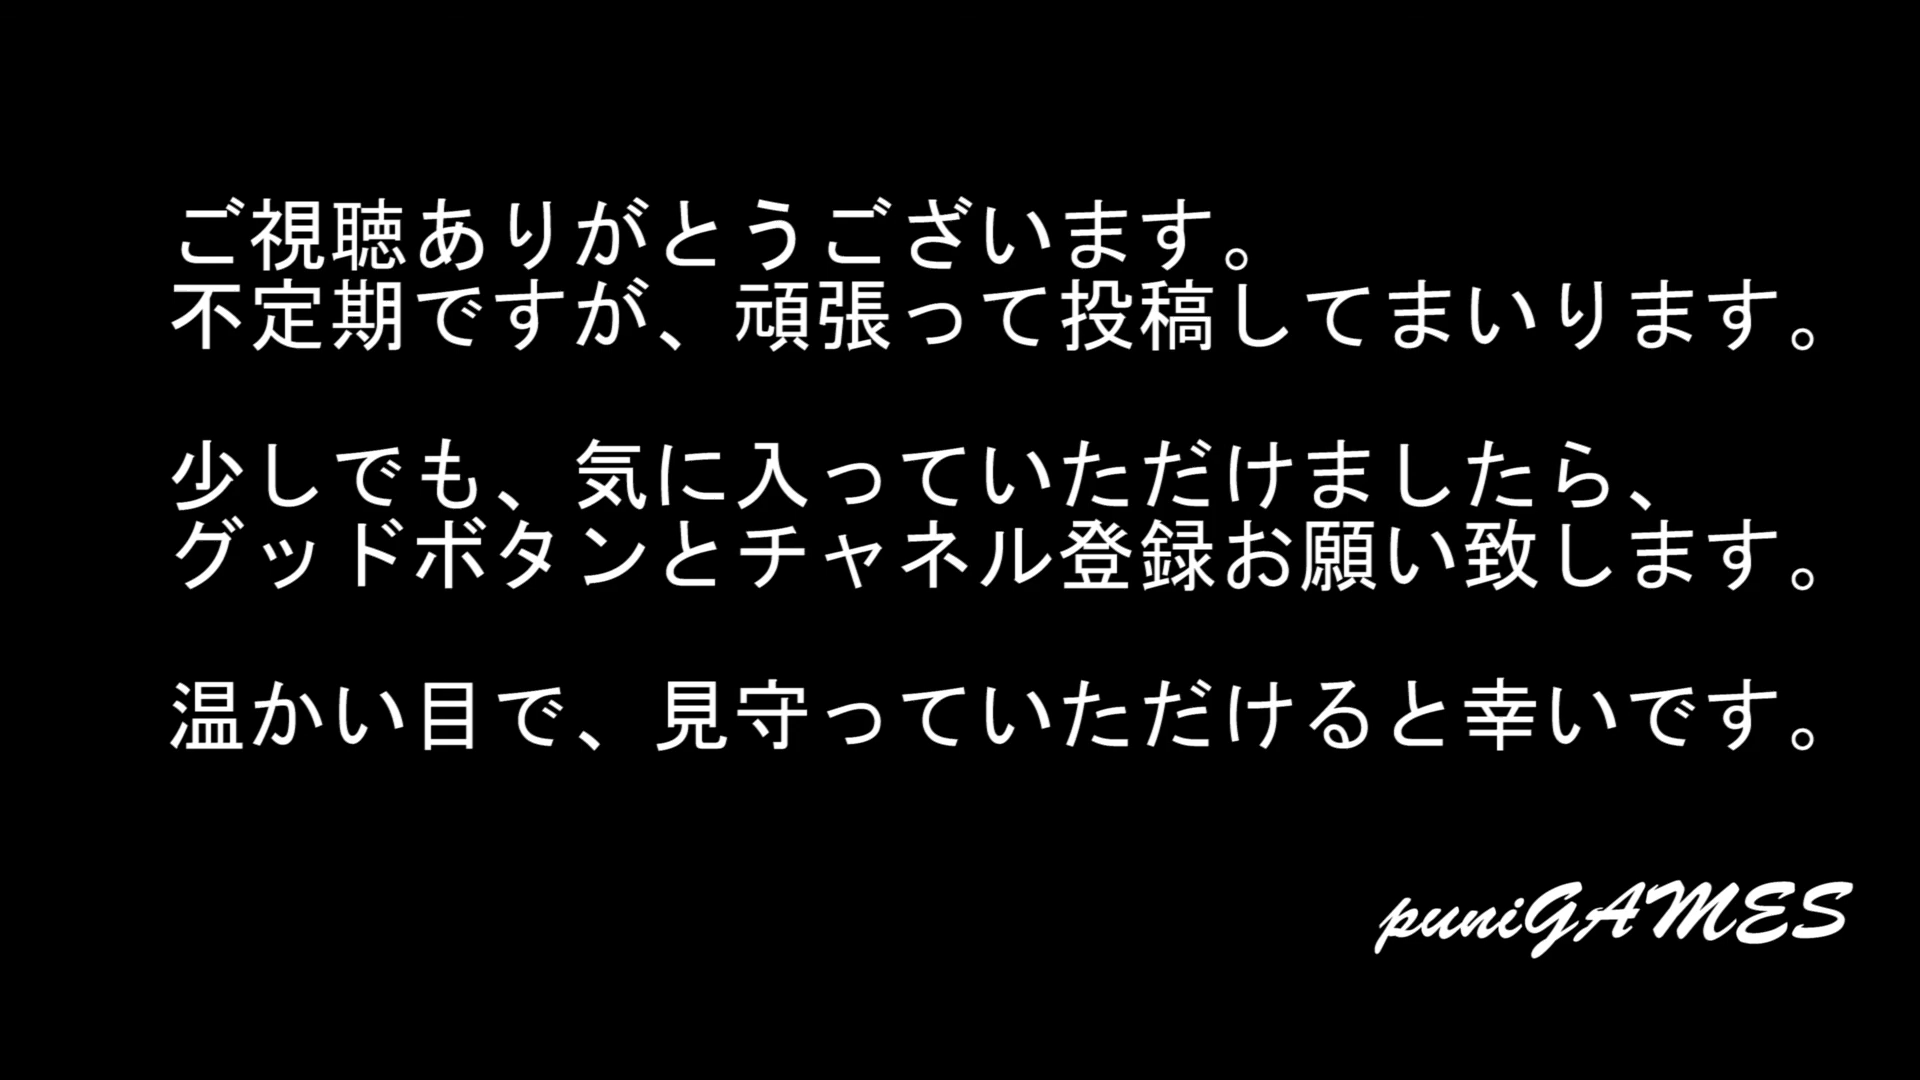 ご視聴ありがとうございます。
不定期ですが、頑張って投稿してまいります。
少しでも、気に入っていただけましたら、
グッドボタンとチャネル登録お願い致します。
温かい目で、見守っていただけると幸いです。
puniGAMES